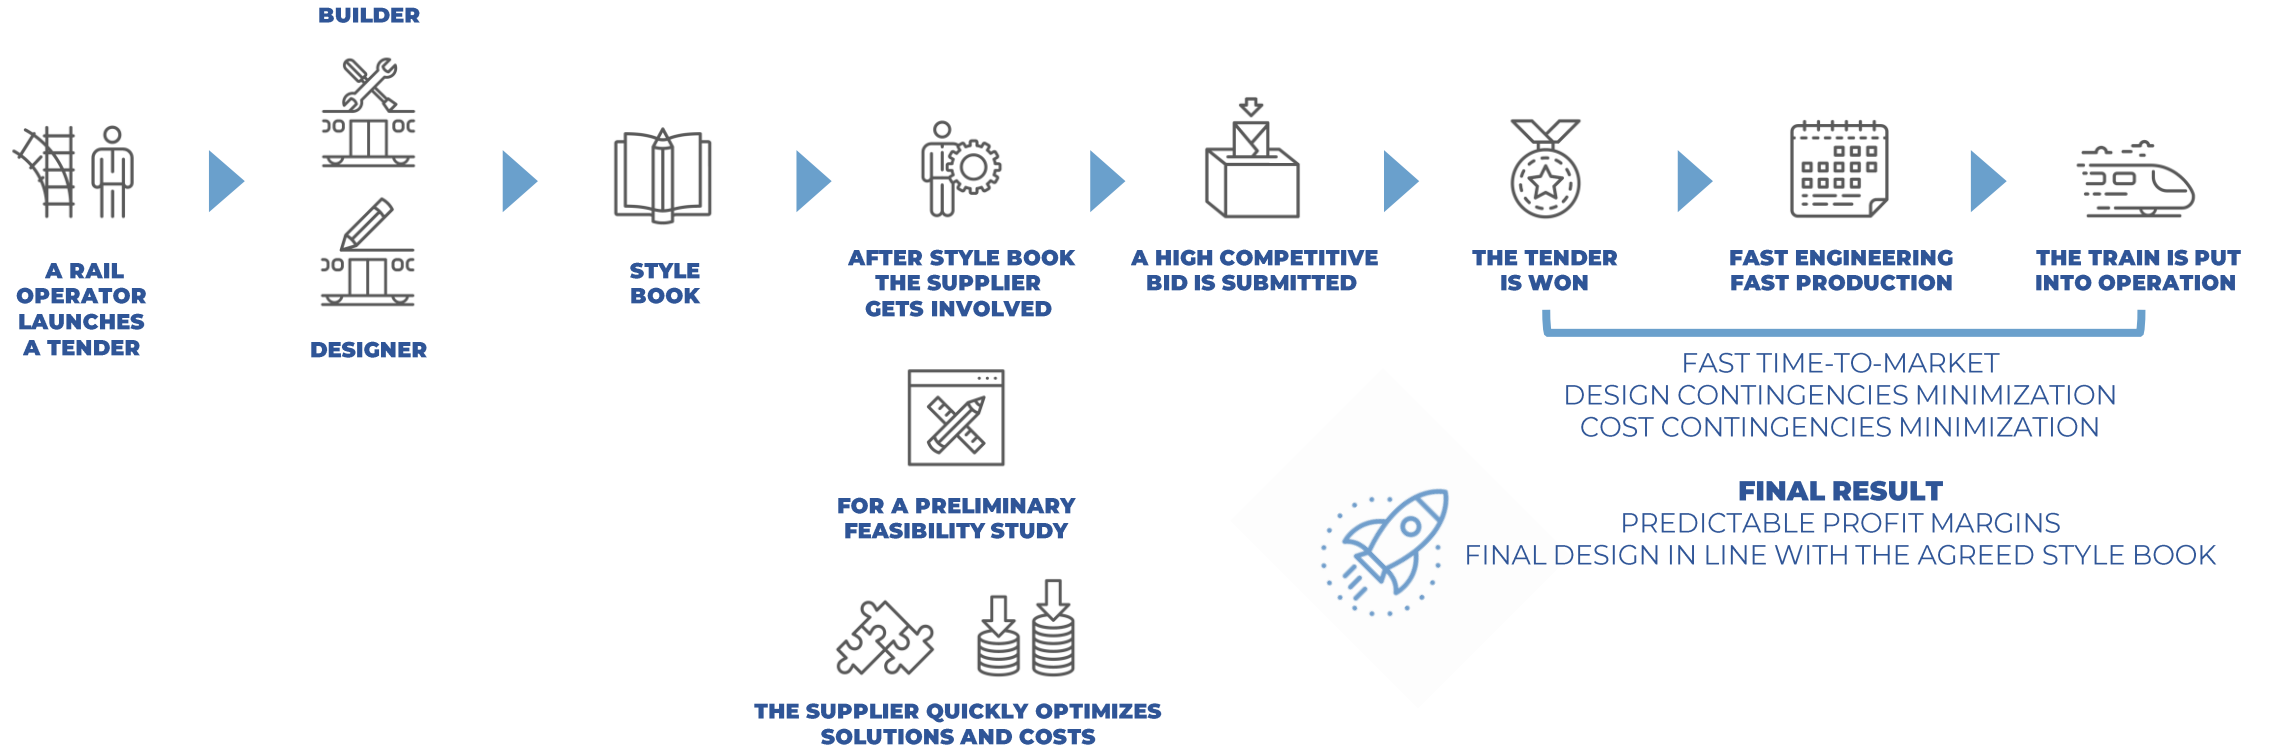 BUILDER
DESIGNER
A RAIL
OPERATOR
LAUNCHES
A TENDER
STYLE
BOOK
AFTER STYLE BOOK
THE SUPPLIER
GETS INVOLVED
FOR A PRELIMINARY
FEASIBILITY STUDY
THE SUPPLIER QUICKLY OPTIMIZES
SOLUTIONS AND COSTS
A HIGH COMPETITIVE
BID IS SUBMITTED
THE TENDER
IS WON
FAST ENGINEERING
FAST PRODUCTION
THE TRAIN IS PUT
INTO OPERATION
FAST TIME-TO-MARKET
DESIGN CONTINGENCIES MINIMIZATION
COST CONTINGENCIES MINIMIZATION
FINAL RESULT
PREDICTABLE PROFIT MARGINS
FINAL DESIGN IN LINE WITH THE AGREED STYLE BOOK